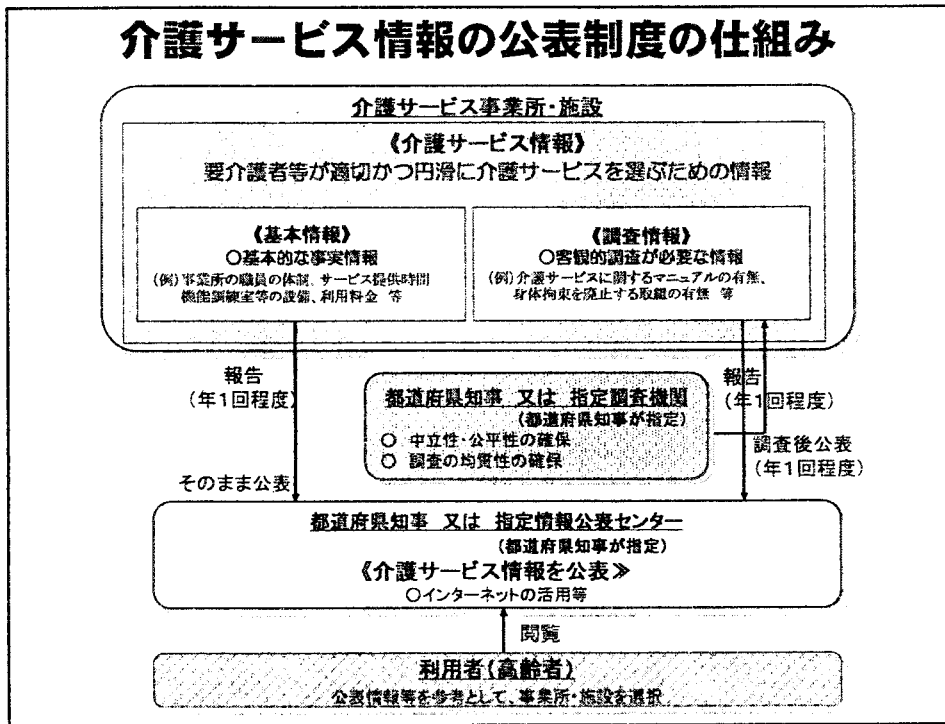 介護サービス情報の公表制度の仕組み
介護サービス事業所・施設
《介護サービス情報》
要介護者等が適切かつ円滑に介護サービスを選ぶための情報
《基本情報》
○基本的な事実情報
(例)事業所の職員の体制、サービス提供時間
機能訓練室等の設備、利用料金 等
《調査情報》
○客観的調査が必要な情報
(例)介護サービスに関するマニュアルの有無、
身体拘束を廃止する取組の有無 等
報告
(年1回程度)
都道府県知事 又は 指定調査機関
(都道府県知事が指定)
○ 中立性・公平性の確保
○ 調査の均質性の確保
報告
(年1回程度)
調査後公表
(年1回程度)
そのまま公表
都道府県知事 又は 指定情報公表センター
(都道府県知事が指定)
《介護サービス情報を公表≫
○インターネットの活用等
閲覧
利用者(高齢者)
公表情報等を参考として、事業所・施設を選択